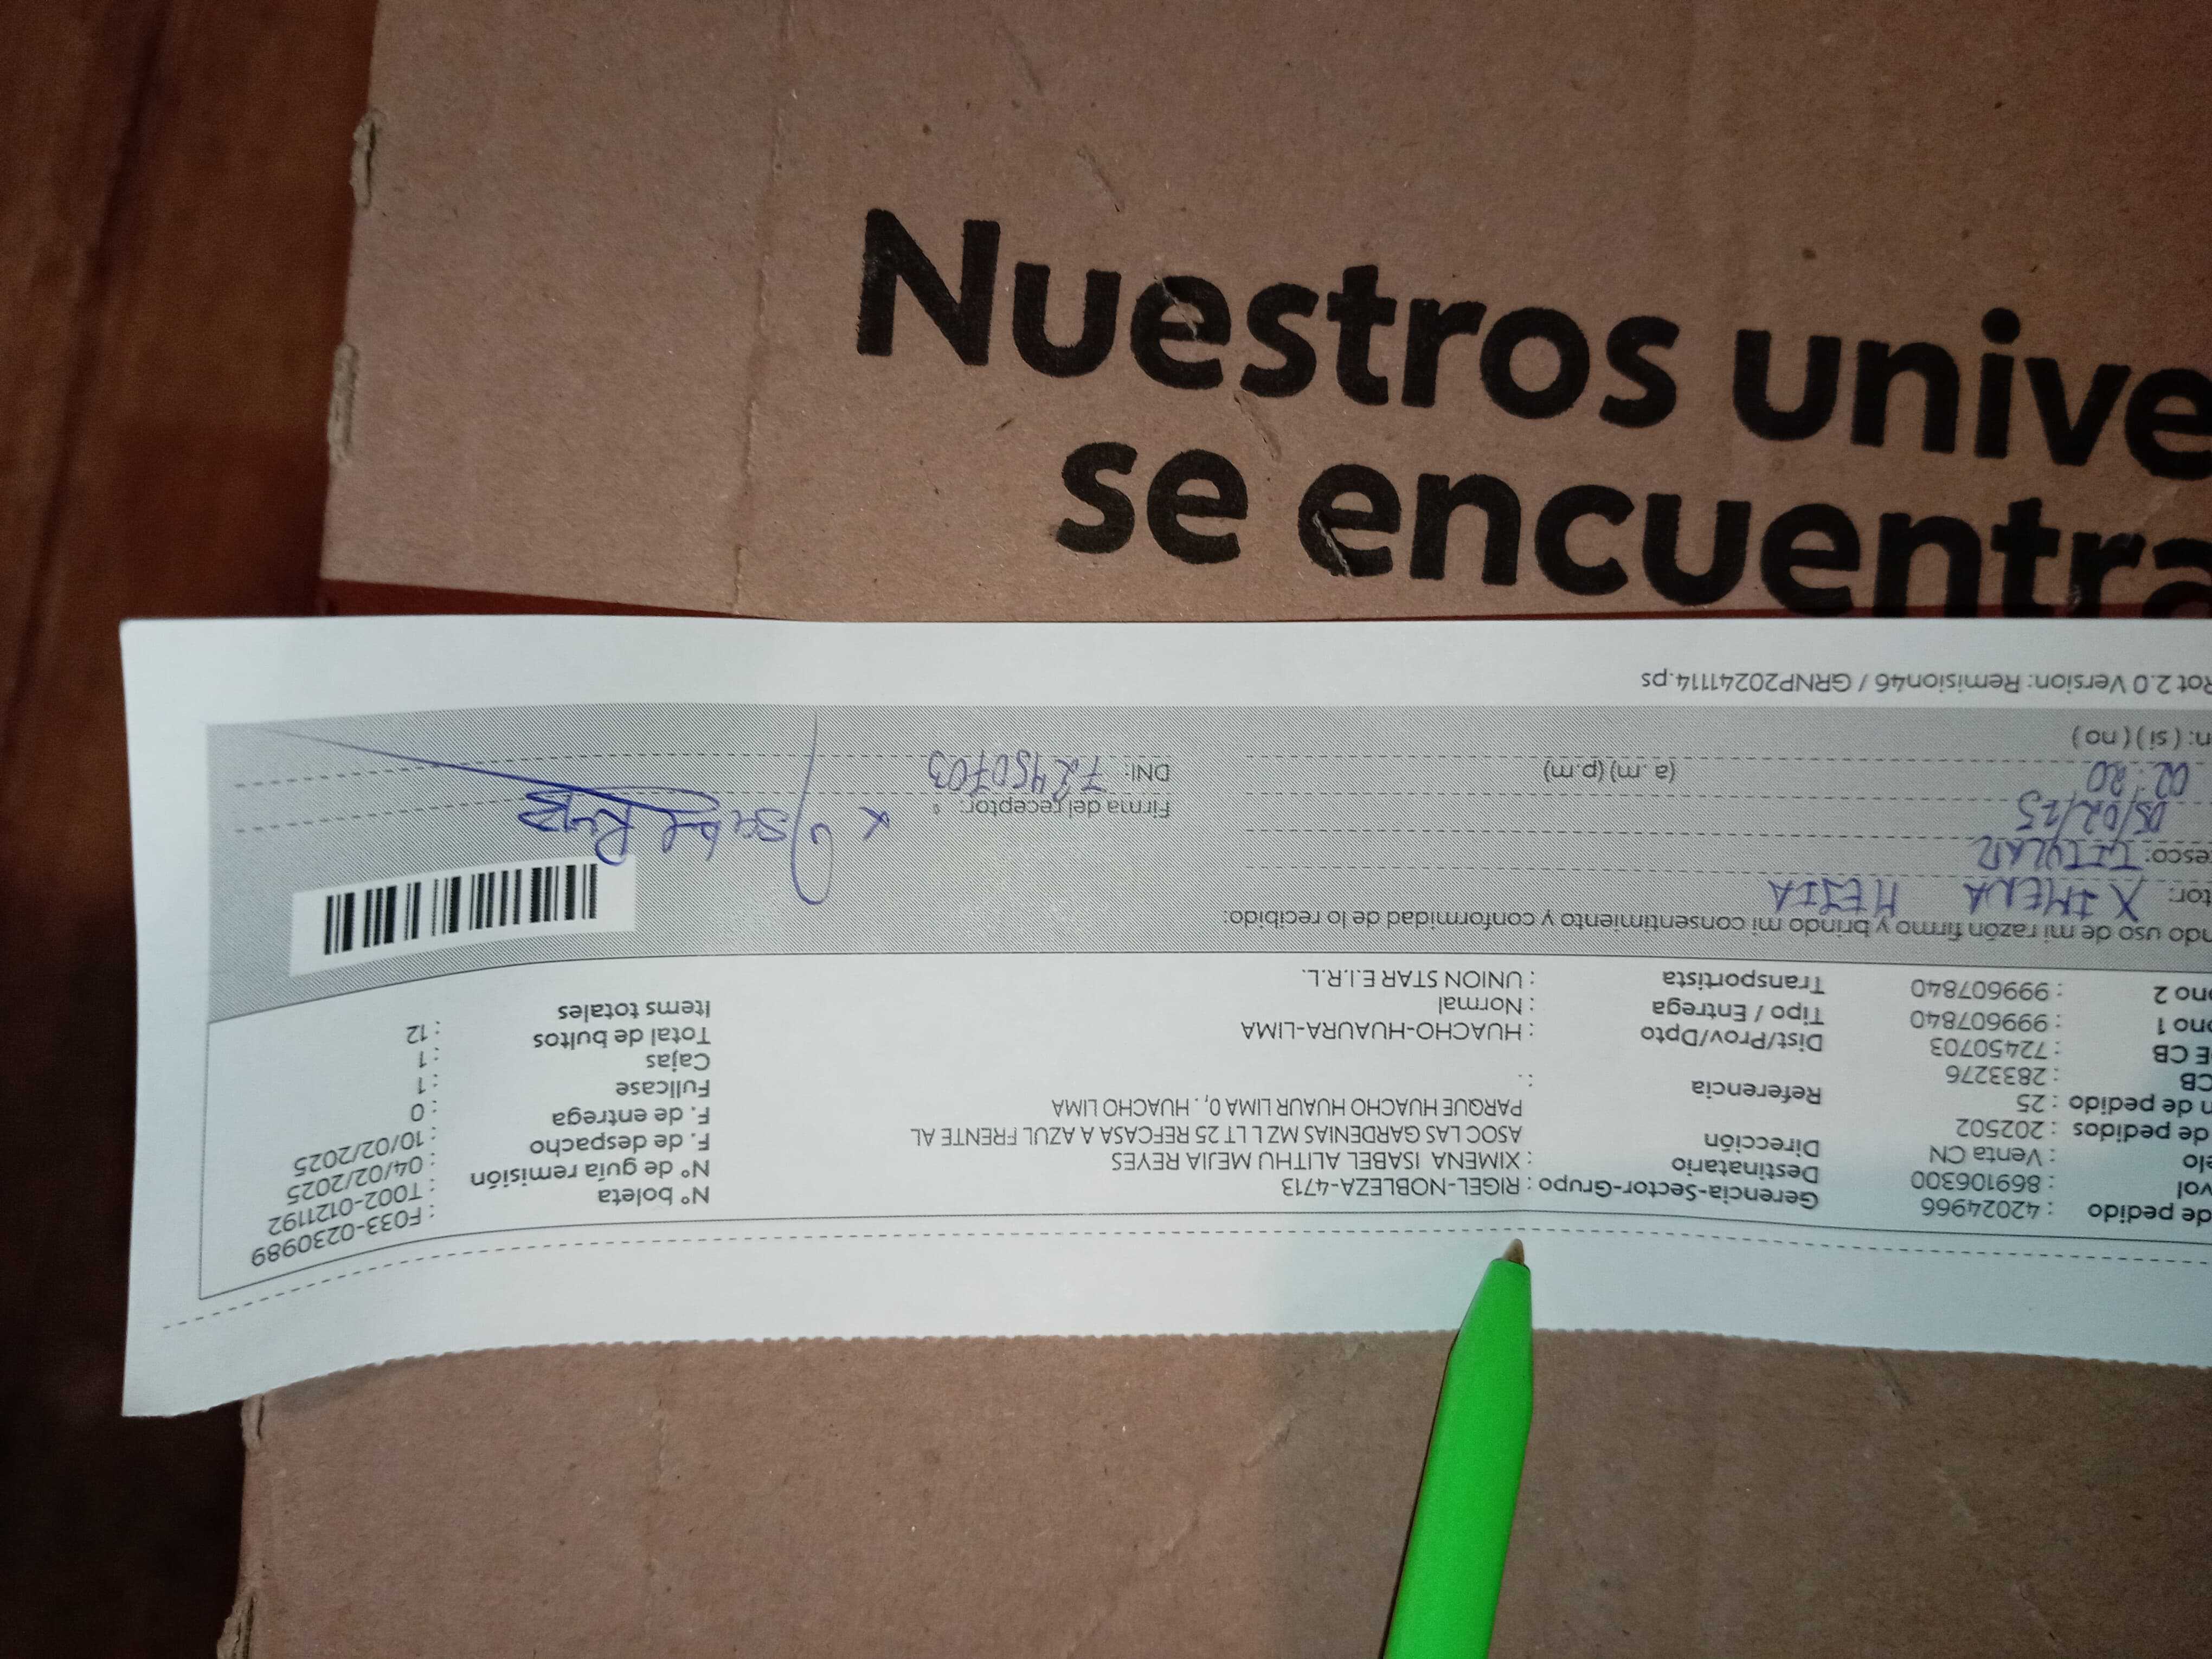 Nuestros unive
se encuentra
de pedido : 42024966 Gerencia-Sector-Grupo : RIGEL-NOBLEZA-4713 N° boleta : F033-0230989
vol : 869106300 Destinatario : XIMENA ISABEL ALITHU MEJIA REYES N° de guía remisión : T002-0121192
elo : Venta CN Dirección ASOC LAS GARDENIAS MZ L LT 25 REFCASA A AZUL FRENTE AL F. de despacho : 04/02/2025
de pedidos : 202502 PARQUE HUACHO HUAUR LIMA 0, . HUACHO LIMA F. de entrega : 10/02/2025
n de pedido : 25 Referencia : . Fullcase : 0
CB : 2833276 Cajas : 1
E CB : 72450703 Dist/Prov/Dpto : HUACHO-HUAURA-LIMA Total de bultos : 1
ono 1 : 999607840 Tipo / Entrega : Normal Items totales : 12
ono 2 : 999607840 Transportista : UNION STAR E.I.R.L.
ndo uso de mi razón firmo y brindo mi consentimiento y conformidad de lo recibido:
tor: XIMENA MEJIA
esco: TITULAR
05/02/25 Firma del receptor: x Isabel
02:20 (a.m) (p.m) DNI: 72450703
n: ( si ) ( no )
Rot 2.0 Version: Remision46 / GRNP20241114.ps